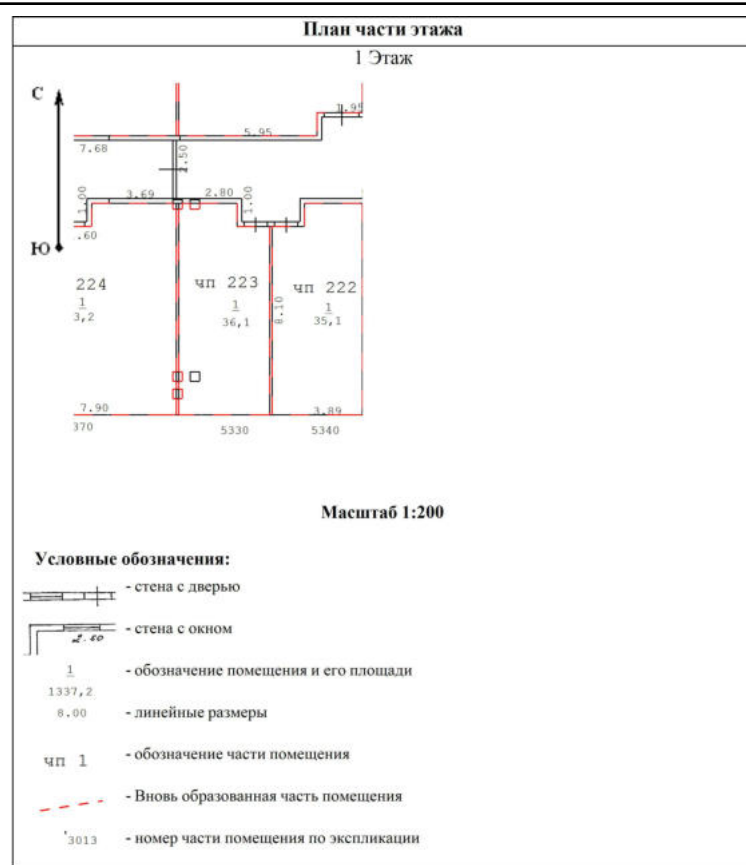 План части этажа
1 Этаж
С
1.95
5.95
7.68
2.50
3.69
2.80
1.00
1.00
.60
Ю
224
1
3,2
чп 223
1
36,1
8.10
чп 222
1
35,1
7.90
3.89
370
5330
5340
Масштаб 1:200
Условные обозначения:
- стена с дверью
2.80
- стена с окном
1
1337,2
- обозначение помещения и его площади
8.00
- линейные размеры
чп 1
- обозначение части помещения
- Вновь образованная часть помещения
'3013
- номер части помещения по экспликации